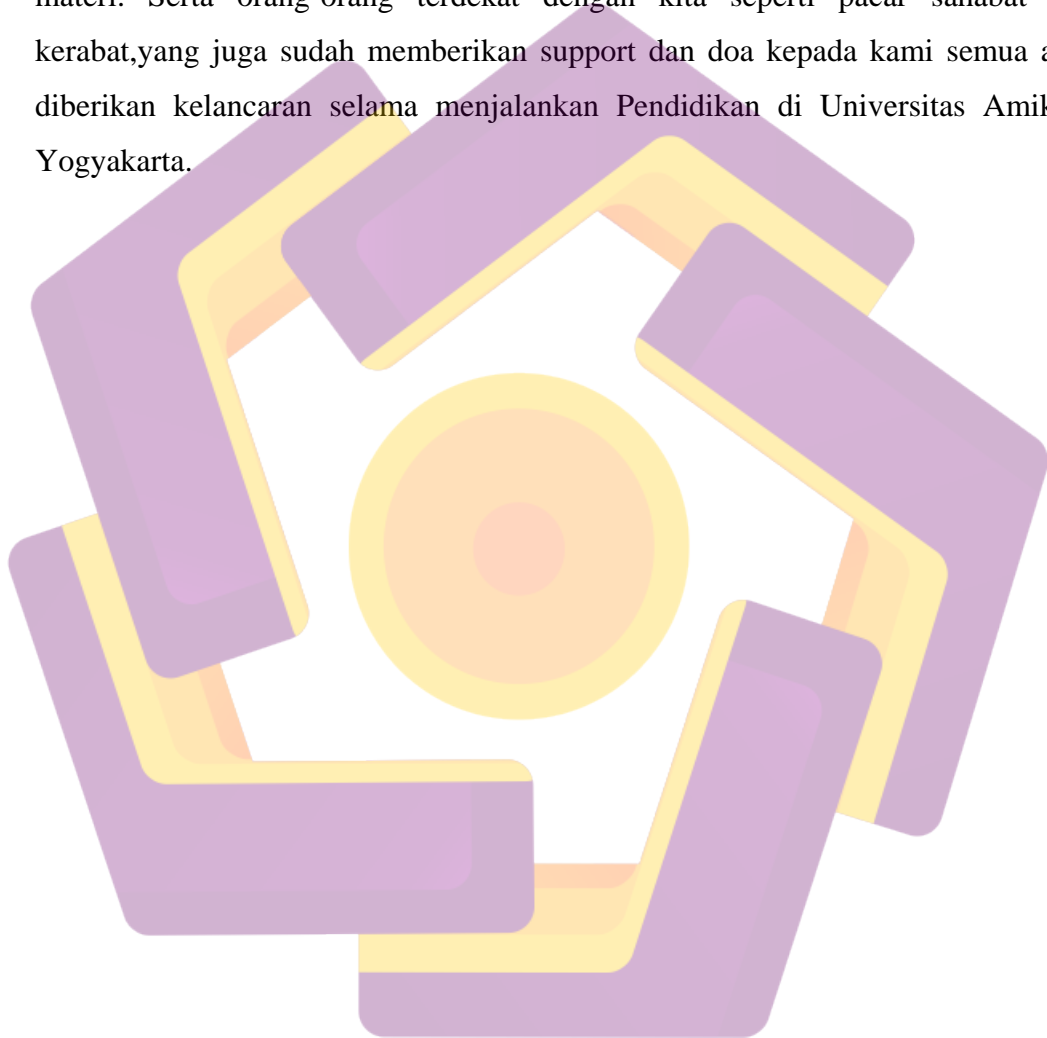 materi. Serta orang-orang terdekat dengan kita seperti pacar sahabat
kerabat,yang juga sudah memberikan support dan doa kepada kami semua a
diberikan kelancaran selama menjalankan Pendidikan di Universitas Amik
Yogyakarta.